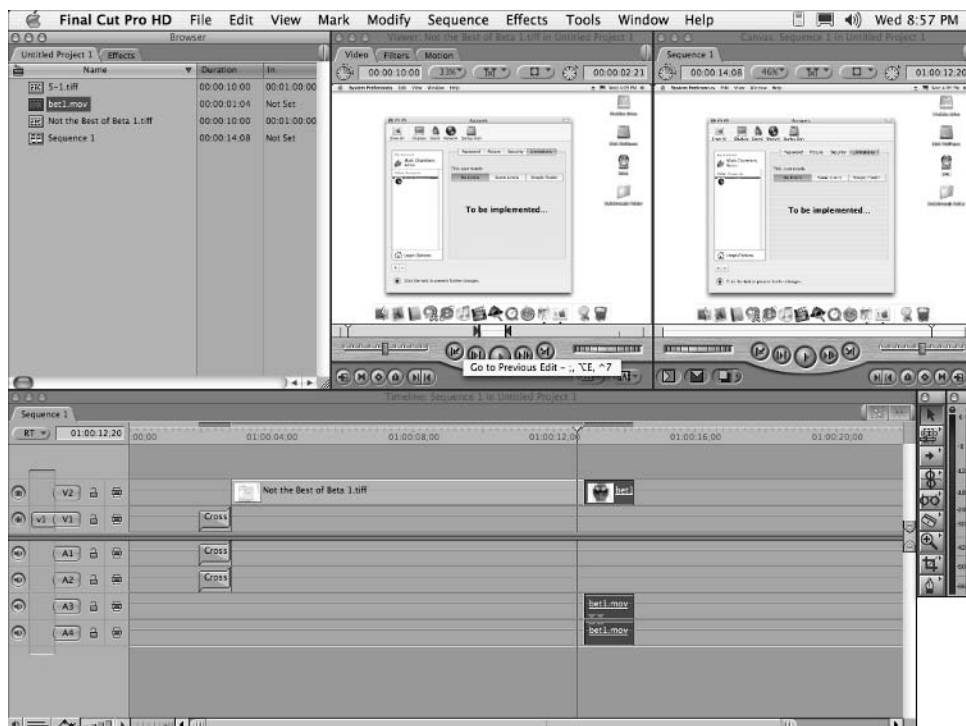 Final Cut Pro HD File Edit View Mark Modify Sequence Effects Tools Window Help Wed 8:57 PM
Browser
Viewer: Not the Best of Beta 1.tiff in Untitled Project 1
Canvas: Sequence 1 in Untitled Project 1
Untitled Project 1 Effects
Video Filters Motion
Sequence 1
Name Duration In
00:00:10:00 33% 00:00:02:21
00:00:14;08 46% 01:00:12;20
5-1.tiff 00:00:10:00 00:01:00:00
bet1.mov 00:00:01:04 Not Set
Not the Best of Beta 1.tiff 00:00:10:00 00:01:00:00
Sequence 1 00:00:14;08 Not Set
To be implemented...
To be implemented...
Go to Previous Edit – ;, ⌥E, ^7
Timeline: Sequence 1 in Untitled Project 1
Sequence 1
RT 01:00:12;20 00;00 01:00:04;00 01:00:08;00 01:00:12;00 01:00:16;00 01:00:20;00
V2 Not the Best of Beta 1.tiff bet1
v1 V1 Cross
A1 Cross
A2 Cross
A3 bet1.mov
A4 bet1.mov